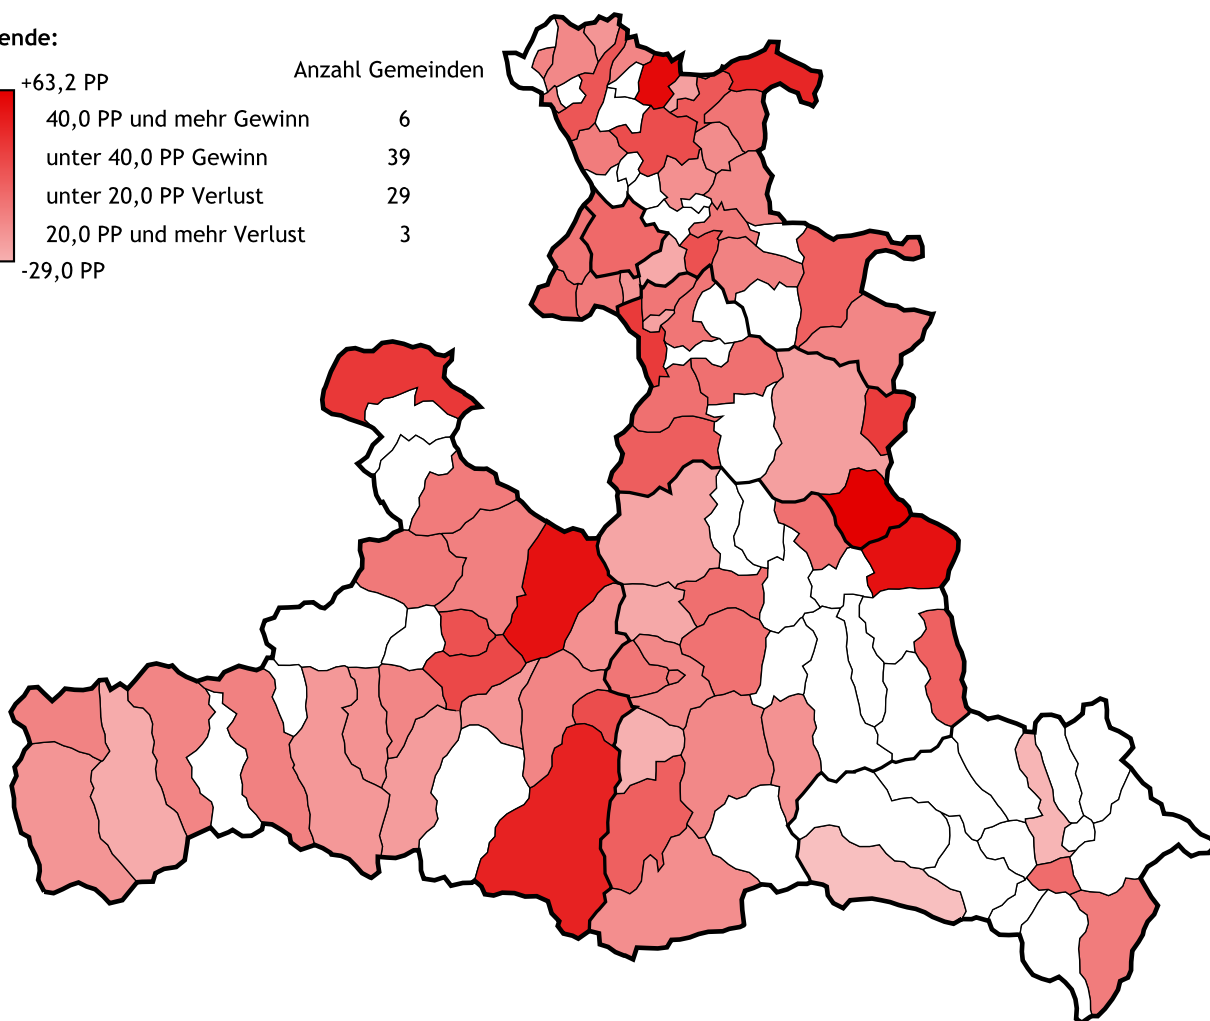 ende:
Anzahl Gemeinden
+63,2 PP
40,0 PP und mehr Gewinn 6
unter 40,0 PP Gewinn 39
unter 20,0 PP Verlust 29
20,0 PP und mehr Verlust 3
-29,0 PP